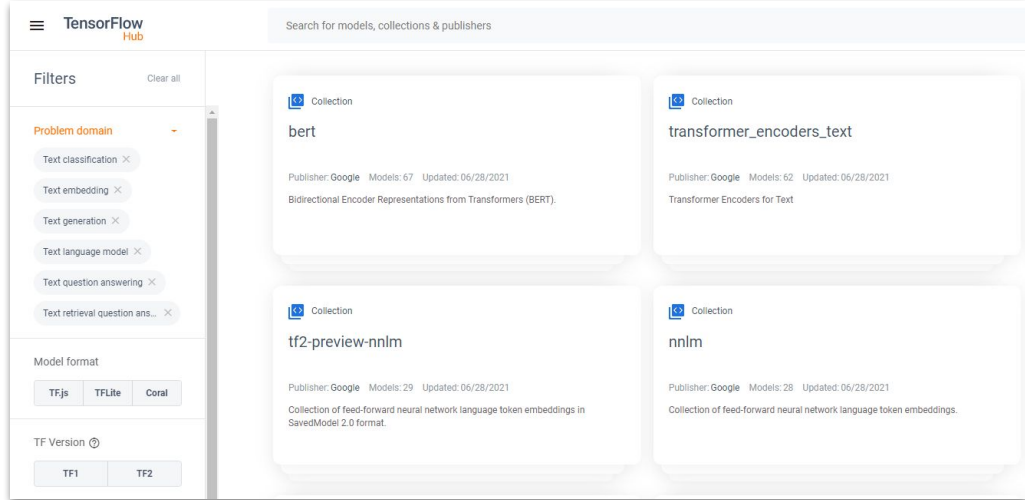 TensorFlow
Hub
Search for models, collections & publishers
Filters
Clear all
Problem domain
Text classification
Text embedding
Text generation
Text language model
Text question answering
Text retrieval question ans...
Model format
TF.js
TFLite
Coral
TF Version
TF1
TF2
Collection
bert
Publisher: Google Models: 67 Updated: 06/28/2021
Bidirectional Encoder Representations from Transformers (BERT).
Collection
transformer_encoders_text
Publisher: Google Models: 62 Updated: 06/28/2021
Transformer Encoders for Text
Collection
tf2-preview-nnlm
Publisher: Google Models: 29 Updated: 06/28/2021
Collection of feed-forward neural network language token embeddings in
SavedModel 2.0 format.
Collection
nnlm
Publisher: Google Models: 28 Updated: 06/28/2021
Collection of feed-forward neural network language token embeddings.